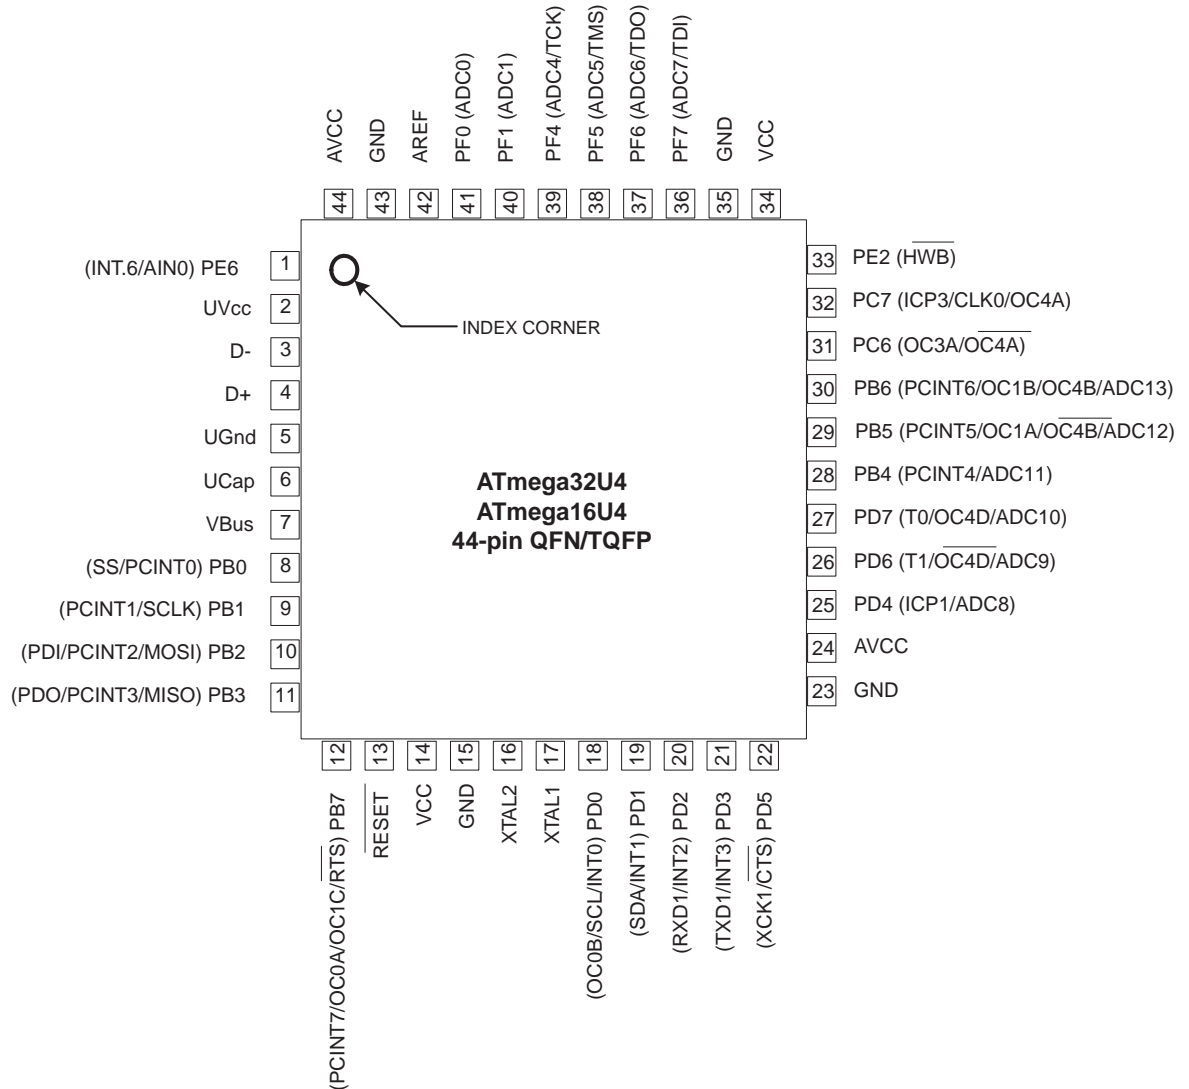 AVCC
GND
AREF
PF0 (ADC0)
PF1 (ADC1)
PF4 (ADC4/TCK)
PF5 (ADC5/TMS)
PF6 (ADC6/TDO)
PF7 (ADC7/TDI)
GND
VCC
44
43
42
41
40
39
38
37
36
35
34
(INT.6/AIN0) PE6 1
UVcc 2
D- 3
D+ 4
UGnd 5
UCap 6
VBus 7
(SS/PCINT0) PB0 8
(PCINT1/SCLK) PB1 9
(PDI/PCINT2/MOSI) PB2 10
(PDO/PCINT3/MISO) PB3 11
INDEX CORNER
ATmega32U4
ATmega16U4
44-pin QFN/TQFP
33 PE2 (HWB)
32 PC7 (ICP3/CLK0/OC4A)
31 PC6 (OC3A/OC4A)
30 PB6 (PCINT6/OC1B/OC4B/ADC13)
29 PB5 (PCINT5/OC1A/OC4B/ADC12)
28 PB4 (PCINT4/ADC11)
27 PD7 (T0/OC4D/ADC10)
26 PD6 (T1/OC4D/ADC9)
25 PD4 (ICP1/ADC8)
24 AVCC
23 GND
12
13
14
15
16
17
18
19
20
21
22
(PCINT7/OC0A/OC1C/RTS) PB7
RESET
VCC
GND
XTAL2
XTAL1
(OC0B/SCL/INT0) PD0
(SDA/INT1) PD1
(RXD1/INT2) PD2
(TXD1/INT3) PD3
(XCK1/CTS) PD5